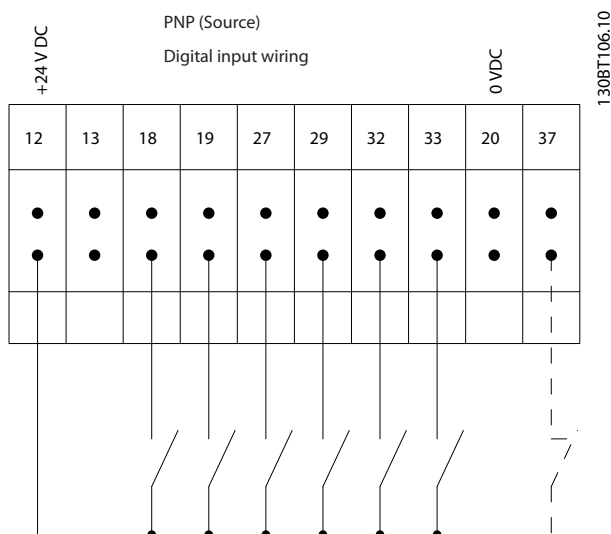 PNP (Source)
Digital input wiring
+24 V DC
0 VDC
130BT106.10
12 13 18 19 27 29 32 33 20 37